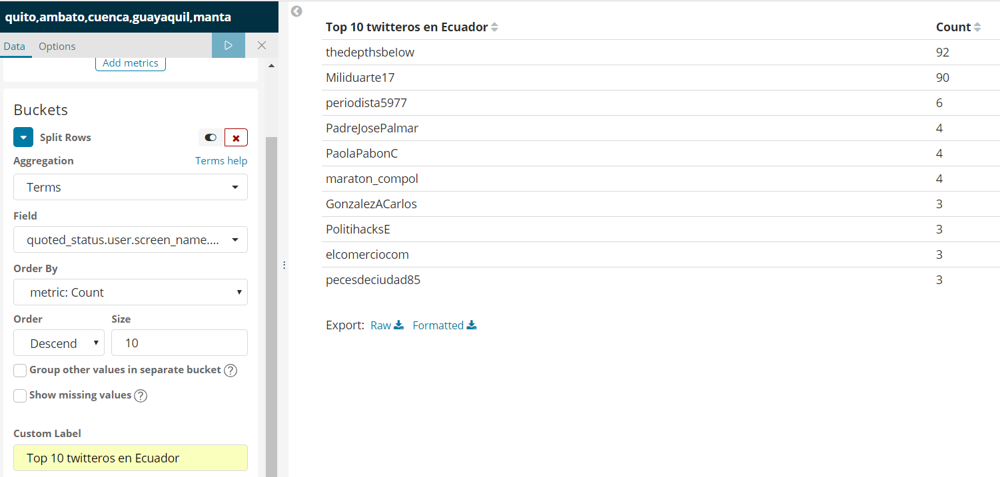 quito,ambato,cuenca,guayaquil,manta
Data Options
Add metrics
Buckets
Split Rows
Aggregation Terms help
Terms
Field
quoted_status.user.screen_name....
Order By
metric: Count
Order Size
Descend 10
Group other values in separate bucket ?
Show missing values ?
Custom Label
Top 10 twitteros en Ecuador
Top 10 twitteros en Ecuador Count
thedepthsbelow 92
Miliduarte17 90
periodista5977 6
PadreJosePalmar 4
PaolaPabonC 4
maraton_compol 4
GonzalezACarlos 3
PolitihacksE 3
elcomerciocom 3
pecesdeciudad85 3
Export: Raw Formatted